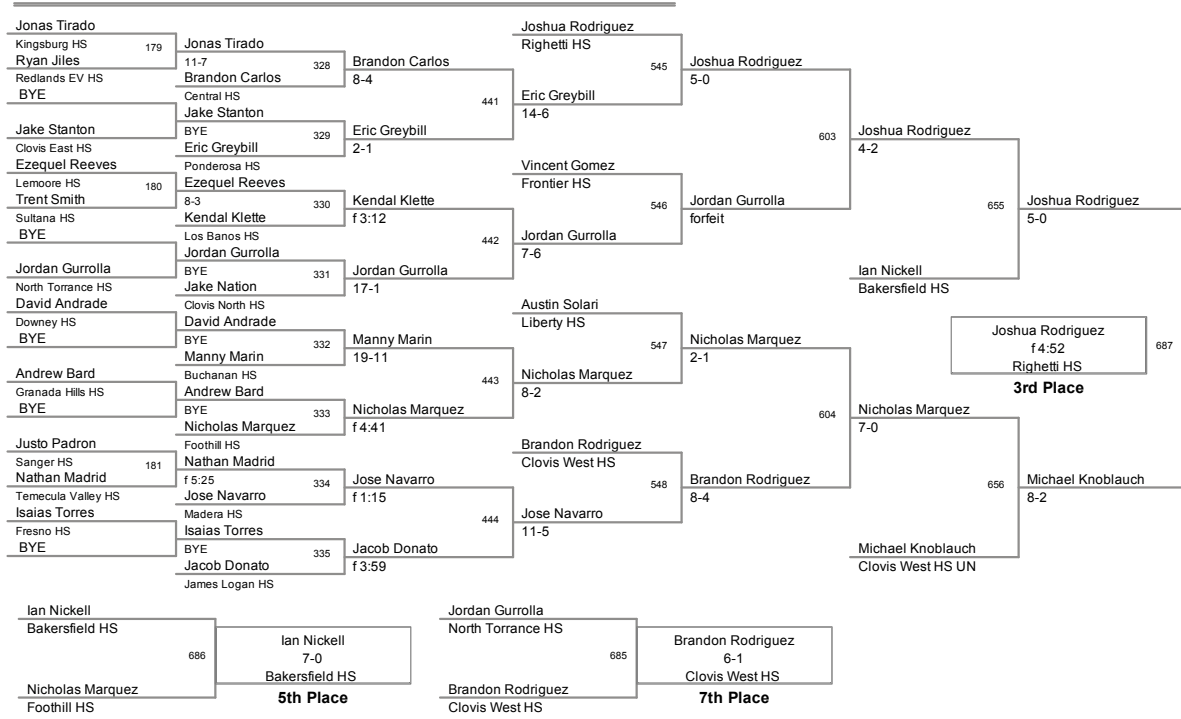 Jonas Tirado
Kingsburg HS
179
Ryan Jiles
Redlands EV HS
BYE
Jake Stanton
Clovis East HS
Ezequel Reeves
Lemoore HS
180
Trent Smith
Sultana HS
BYE
Jordan Gurrolla
North Torrance HS
David Andrade
Downey HS
BYE
Andrew Bard
Granada Hills HS
BYE
Justo Padron
Sanger HS
181
Nathan Madrid
Temecula Valley HS
Isaias Torres
Fresno HS
BYE
Jonas Tirado
11-7
328
Brandon Carlos
Central HS
Jake Stanton
BYE
329
Eric Greybill
Ponderosa HS
Ezequel Reeves
8-3
330
Kendal Klette
Los Banos HS
Jordan Gurrolla
BYE
331
Jake Nation
Clovis North HS
David Andrade
BYE
332
Manny Marin
Buchanan HS
Andrew Bard
BYE
333
Nicholas Marquez
Foothill HS
Nathan Madrid
f 5:25
334
Jose Navarro
Madera HS
Isaias Torres
BYE
335
Jacob Donato
James Logan HS
Brandon Carlos
8-4
441
Eric Greybill
2-1
Kendal Klette
f 3:12
442
Jordan Gurrolla
17-1
Manny Marin
19-11
443
Nicholas Marquez
f 4:41
Jose Navarro
f 1:15
444
Jacob Donato
f 3:59
Joshua Rodriguez
Righetti HS
545
Eric Greybill
14-6
Vincent Gomez
Frontier HS
546
Jordan Gurrolla
7-6
Austin Solari
Liberty HS
547
Nicholas Marquez
8-2
Brandon Rodriguez
Clovis West HS
548
Jose Navarro
11-5
Joshua Rodriguez
5-0
603
Jordan Gurrolla
forfeit
Nicholas Marquez
2-1
604
Brandon Rodriguez
8-4
Joshua Rodriguez
4-2
655
Ian Nickell
Bakersfield HS
Nicholas Marquez
7-0
656
Michael Knoblauch
Clovis West HS UN
Joshua Rodriguez
5-0
Joshua Rodriguez
f 4:52
687
Righetti HS
3rd Place
Michael Knoblauch
8-2
Ian Nickell
Bakersfield HS
686
Nicholas Marquez
Foothill HS
Ian Nickell
7-0
Bakersfield HS
5th Place
Jordan Gurrolla
North Torrance HS
685
Brandon Rodriguez
Clovis West HS
Brandon Rodriguez
6-1
Clovis West HS
7th Place